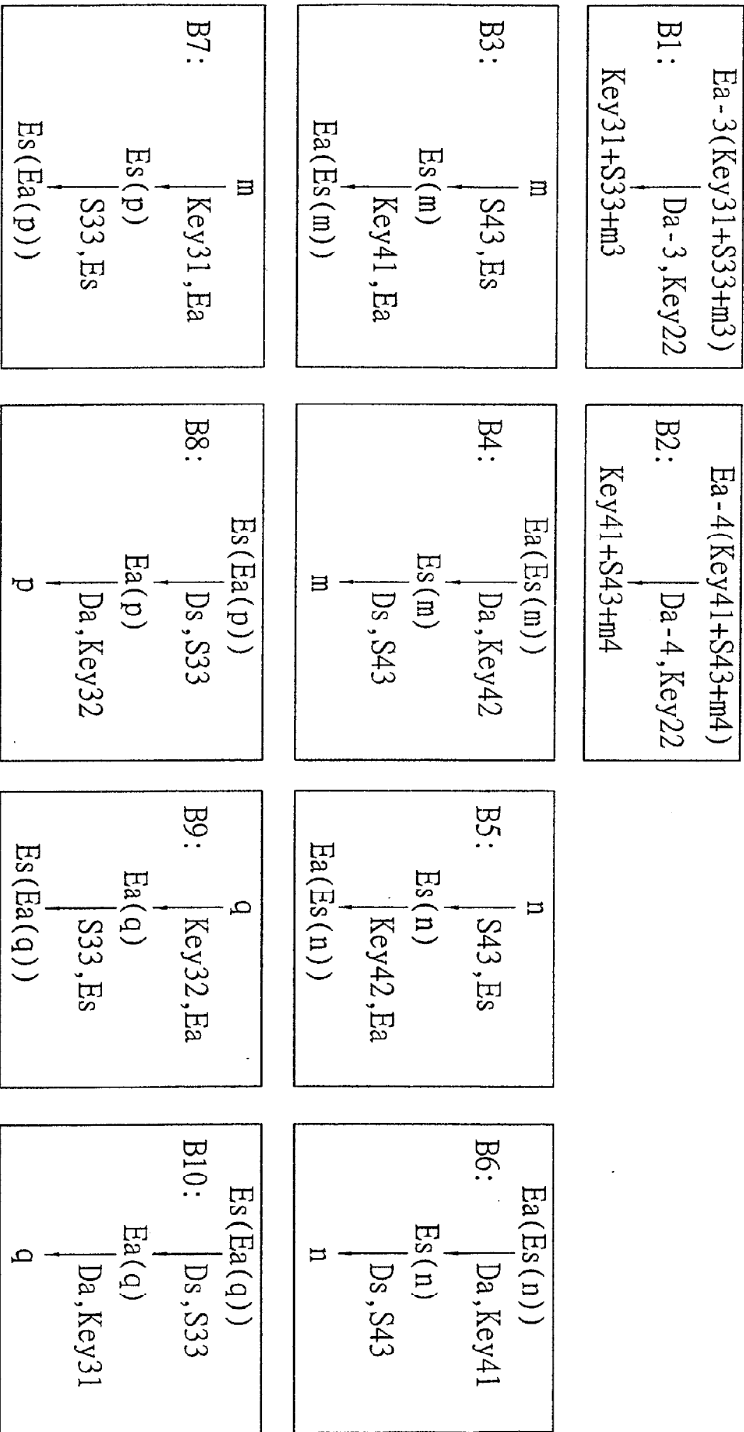 Ea-3(Key31+S33+m3)
B1:
Da-3,Key22
Key31+S33+m3
Ea-4(Key41+S43+m4)
B2:
Da-4,Key22
Key41+S43+m4
m
B3:
S43,Es
Es(m)
Key41,Ea
Ea(Es(m))
Ea(Es(m))
B4:
Da,Key42
Es(m)
Ds,S43
m
n
B5:
S43,Es
Es(n)
Key42,Ea
Ea(Es(n))
Ea(Es(n))
B6:
Da,Key41
Es(n)
Ds,S43
n
m
B7:
Key31,Ea
Es(p)
S33,Es
Es(Ea(p))
Es(Ea(p))
B8:
Ds,S33
Ea(p)
Da,Key32
p
q
B9:
Key32,Ea
Ea(q)
S33,Es
Es(Ea(q))
Es(Ea(q))
B10:
Ds,S33
Ea(q)
Da,Key31
q